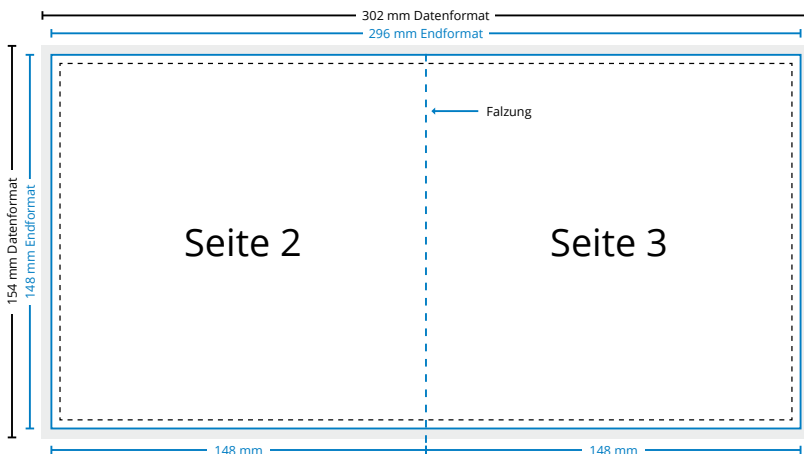 302 mm Datenformat
296 mm Endformat
Falzung
154 mm Datenformat
148 mm Endformat
Seite 2
Seite 3
148 mm
148 mm